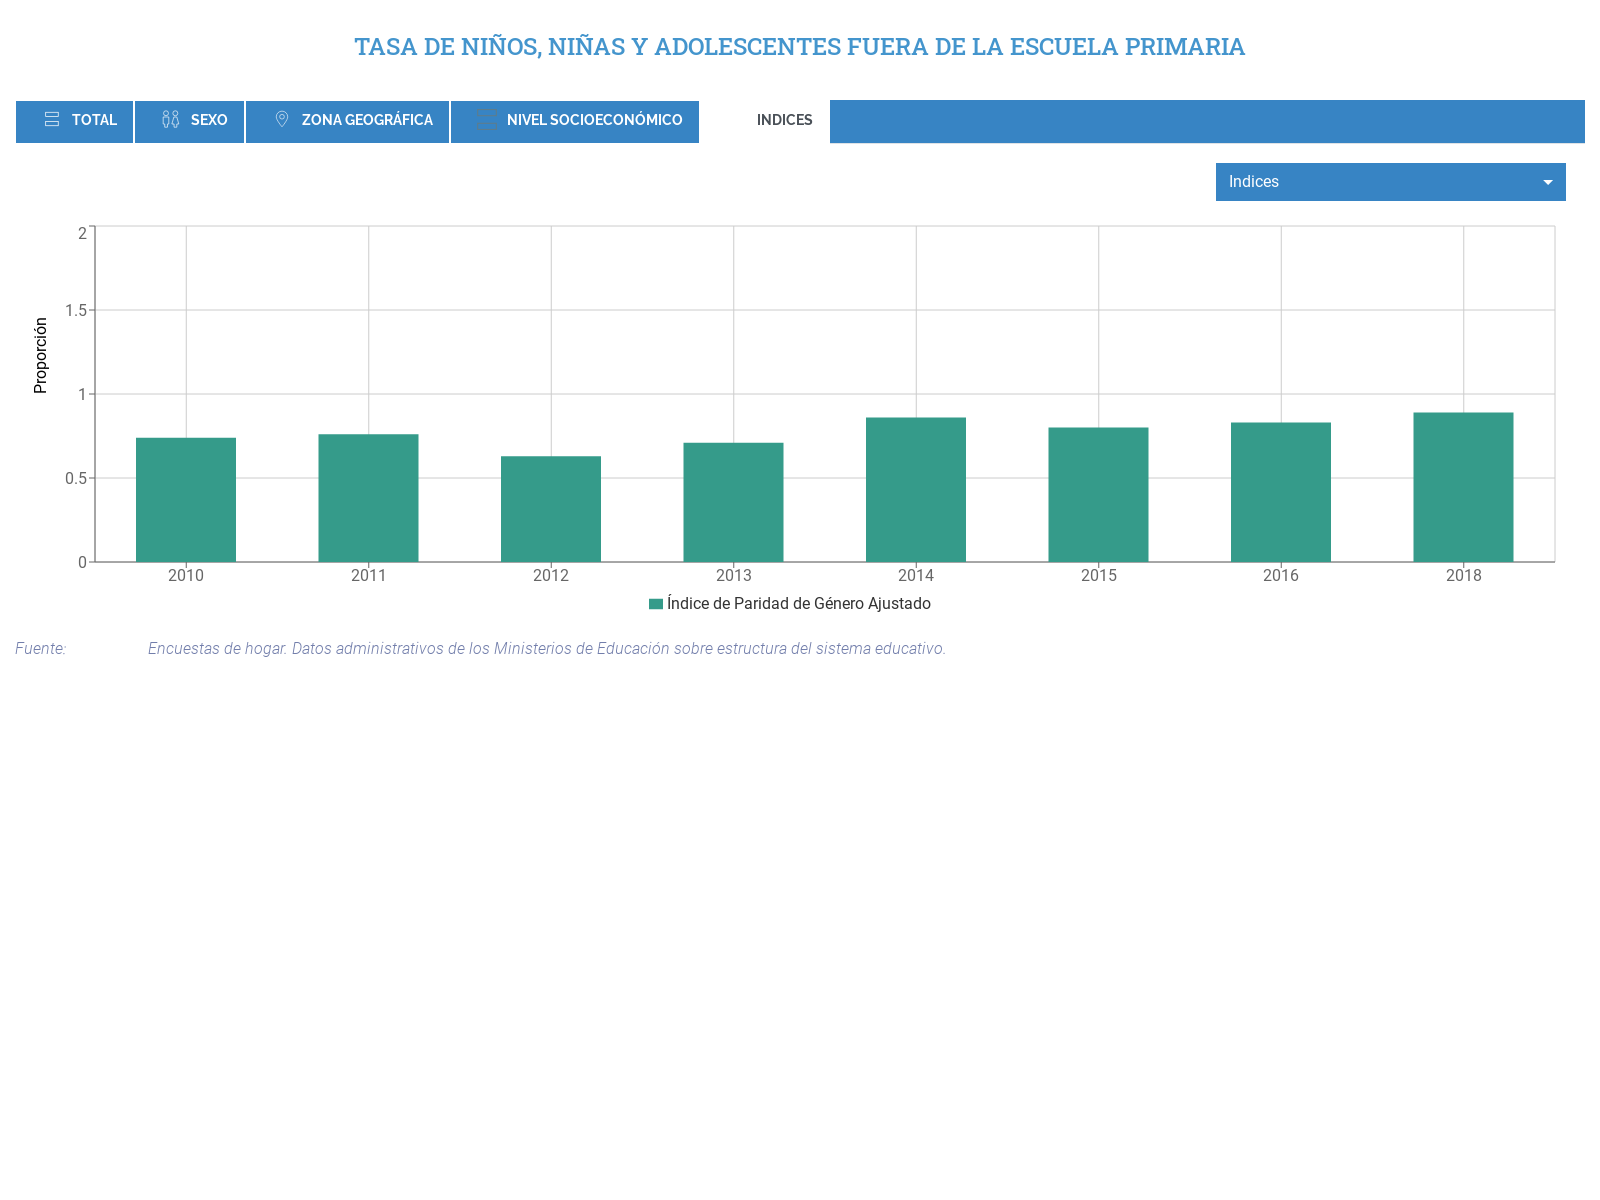 TASA DE NIÑOS, NIÑAS Y ADOLESCENTES FUERA DE LA ESCUELA PRIMARIA
TOTAL SEXO ZONA GEOGRÁFICA NIVEL SOCIOECONÓMICO INDICES
Indices
2
1.5
1
0.5
0
Proporción
2010 2011 2012 2013 2014 2015 2016 2018
Índice de Paridad de Género Ajustado
Fuente: Encuestas de hogar. Datos administrativos de los Ministerios de Educación sobre estructura del sistema educativo.